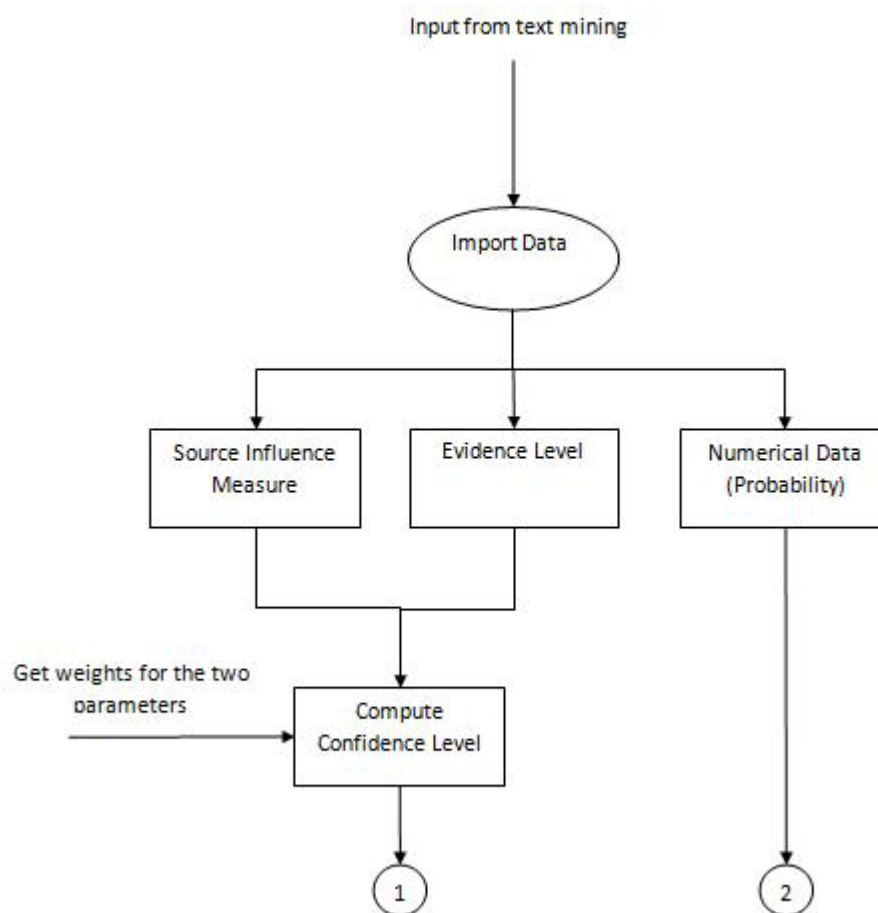 Input from text mining
Import Data
Source Influence
Measure
Evidence Level
Numerical Data
(Probability)
Get weights for the two
parameters
Compute
Confidence Level
1
2